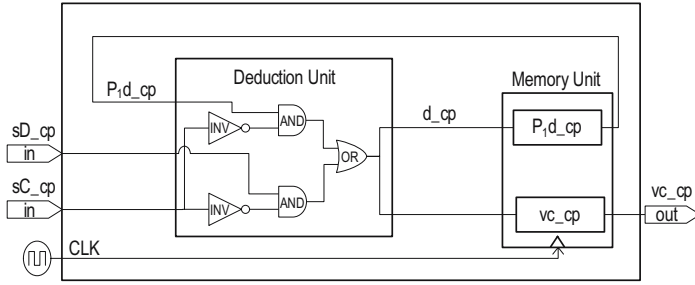 Deduction Unit
Memory Unit
P₁d_cp
sD_cp
in
INV
AND
OR
d_cp
P₁d_cp
sC_cp
in
INV
AND
vc_cp
vc_cp
out
CLK